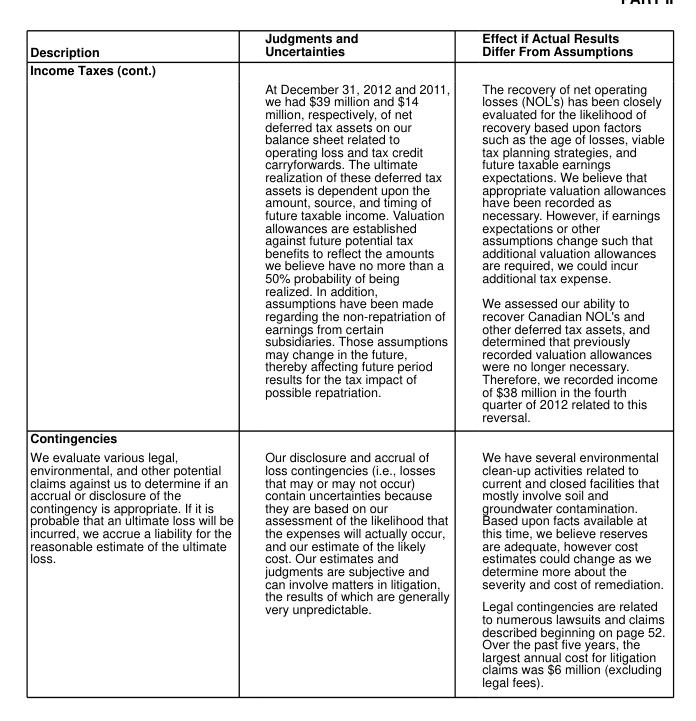 PART II
Description
Judgments and
Uncertainties
Effect if Actual Results
Differ From Assumptions
Income Taxes (cont.)
At December 31, 2012 and 2011,
we had $39 million and $14
million, respectively, of net
deferred tax assets on our
balance sheet related to
operating loss and tax credit
carryforwards. The ultimate
realization of these deferred tax
assets is dependent upon the
amount, source, and timing of
future taxable income. Valuation
allowances are established
against future potential tax
benefits to reflect the amounts
we believe have no more than a
50% probability of being
realized. In addition,
assumptions have been made
regarding the non-repatriation of
earnings from certain
subsidiaries. Those assumptions
may change in the future,
thereby affecting future period
results for the tax impact of
possible repatriation.
The recovery of net operating
losses (NOL's) has been closely
evaluated for the likelihood of
recovery based upon factors
such as the age of losses, viable
tax planning strategies, and
future taxable earnings
expectations. We believe that
appropriate valuation allowances
have been recorded as
necessary. However, if earnings
expectations or other
assumptions change such that
additional valuation allowances
are required, we could incur
additional tax expense.
We assessed our ability to
recover Canadian NOL's and
other deferred tax assets, and
determined that previously
recorded valuation allowances
were no longer necessary.
Therefore, we recorded income
of $38 million in the fourth
quarter of 2012 related to this
reversal.
Contingencies
We evaluate various legal,
environmental, and other potential
claims against us to determine if an
accrual or disclosure of the
contingency is appropriate. If it is
probable that an ultimate loss will be
incurred, we accrue a liability for the
reasonable estimate of the ultimate
loss.
Our disclosure and accrual of
loss contingencies (i.e., losses
that may or may not occur)
contain uncertainties because
they are based on our
assessment of the likelihood that
the expenses will actually occur,
and our estimate of the likely
cost. Our estimates and
judgments are subjective and
can involve matters in litigation,
the results of which are generally
very unpredictable.
We have several environmental
clean-up activities related to
current and closed facilities that
mostly involve soil and
groundwater contamination.
Based upon facts available at
this time, we believe reserves
are adequate, however cost
estimates could change as we
determine more about the
severity and cost of remediation.
Legal contingencies are related
to numerous lawsuits and claims
described beginning on page 52.
Over the past five years, the
largest annual cost for litigation
claims was $6 million (excluding
legal fees).